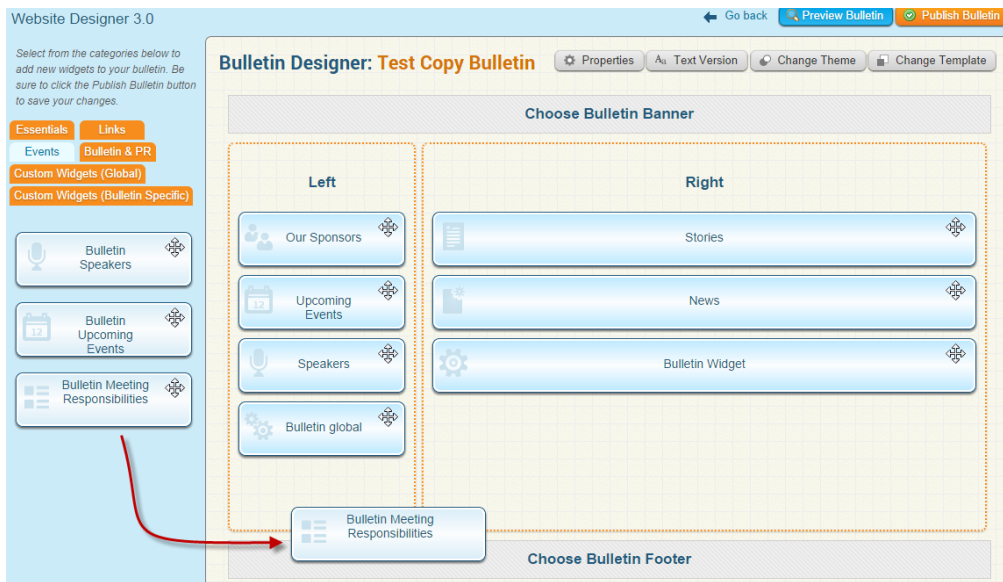 Website Designer 3.0
Go back
Preview Bulletin
Publish Bulletin
Select from the categories below to
add new widgets to your bulletin. Be
sure to click the Publish Bulletin button
to save your changes.
Essentials
Links
Events
Bulletin & PR
Custom Widgets (Global)
Custom Widgets (Bulletin Specific)
Bulletin
Speakers
12
Bulletin
Upcoming
Events
Bulletin Meeting
Responsibilities
Bulletin Designer: Test Copy Bulletin
Properties
Aa Text Version
Change Theme
Change Template
Choose Bulletin Banner
Left
Our Sponsors
12
Upcoming
Events
Speakers
Bulletin global
Right
Stories
News
Bulletin Widget
Bulletin Meeting
Responsibilities
Choose Bulletin Footer